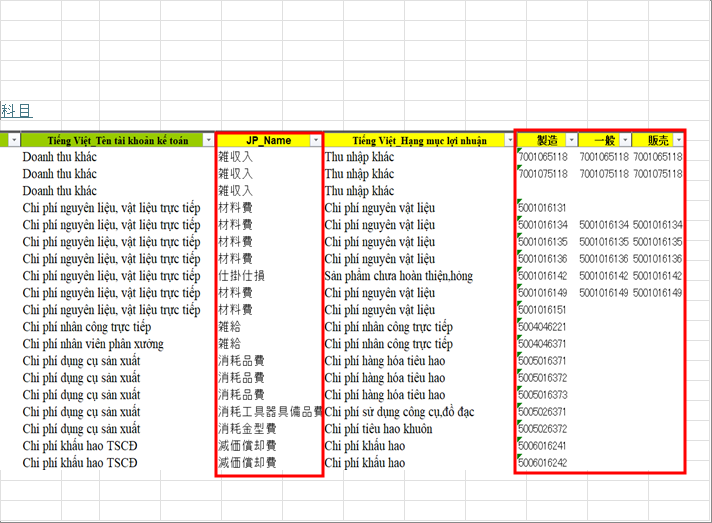 科目
Tiếng Việt_Tên tài khoản kế toán JP_Name Tiếng Việt_Hạng mục lợi nhuận 製造 一般 販売
Doanh thu khác 雑収入 Thu nhập khác 7001065118 7001065118 7001065118
Doanh thu khác 雑収入 Thu nhập khác 7001075118 7001075118 7001075118
Doanh thu khác 雑収入 Thu nhập khác
Chi phí nguyên liệu, vật liệu trực tiếp 材料費 Chi phí nguyên vật liệu 5001016131
Chi phí nguyên liệu, vật liệu trực tiếp 材料費 Chi phí nguyên vật liệu 5001016134 5001016134 5001016134
Chi phí nguyên liệu, vật liệu trực tiếp 材料費 Chi phí nguyên vật liệu 5001016135 5001016135 5001016135
Chi phí nguyên liệu, vật liệu trực tiếp 材料費 Chi phí nguyên vật liệu 5001016136 5001016136 5001016136
Chi phí nguyên liệu, vật liệu trực tiếp 仕掛仕損 Sản phẩm chưa hoàn thiện,hỏng 5001016142 5001016142 5001016142
Chi phí nguyên liệu, vật liệu trực tiếp 材料費 Chi phí nguyên vật liệu 5001016149 5001016149 5001016149
Chi phí nguyên liệu, vật liệu trực tiếp 材料費 Chi phí nguyên vật liệu 5001016151
Chi phí nhân công trực tiếp 雑給 Chi phí nhân công trực tiếp 5004046221
Chi phí nhân viên phân xưởng 雑給 Chi phí nhân công trực tiếp 5004046371
Chi phí dụng cụ sản xuất 消耗品費 Chi phí hàng hóa tiêu hao 5005016371
Chi phí dụng cụ sản xuất 消耗品費 Chi phí hàng hóa tiêu hao 5005016372
Chi phí dụng cụ sản xuất 消耗品費 Chi phí hàng hóa tiêu hao 5005016373
Chi phí dụng cụ sản xuất 消耗工具器具備品費 Chi phí sử dụng công cụ,đồ đạc 5005026371
Chi phí dụng cụ sản xuất 消耗金型費 Chi phí tiêu hao khuôn 5005026372
Chi phí khấu hao TSCĐ 減価償却費 Chi phí khấu hao 5006016241
Chi phí khấu hao TSCĐ 減価償却費 Chi phí khấu hao 5006016242